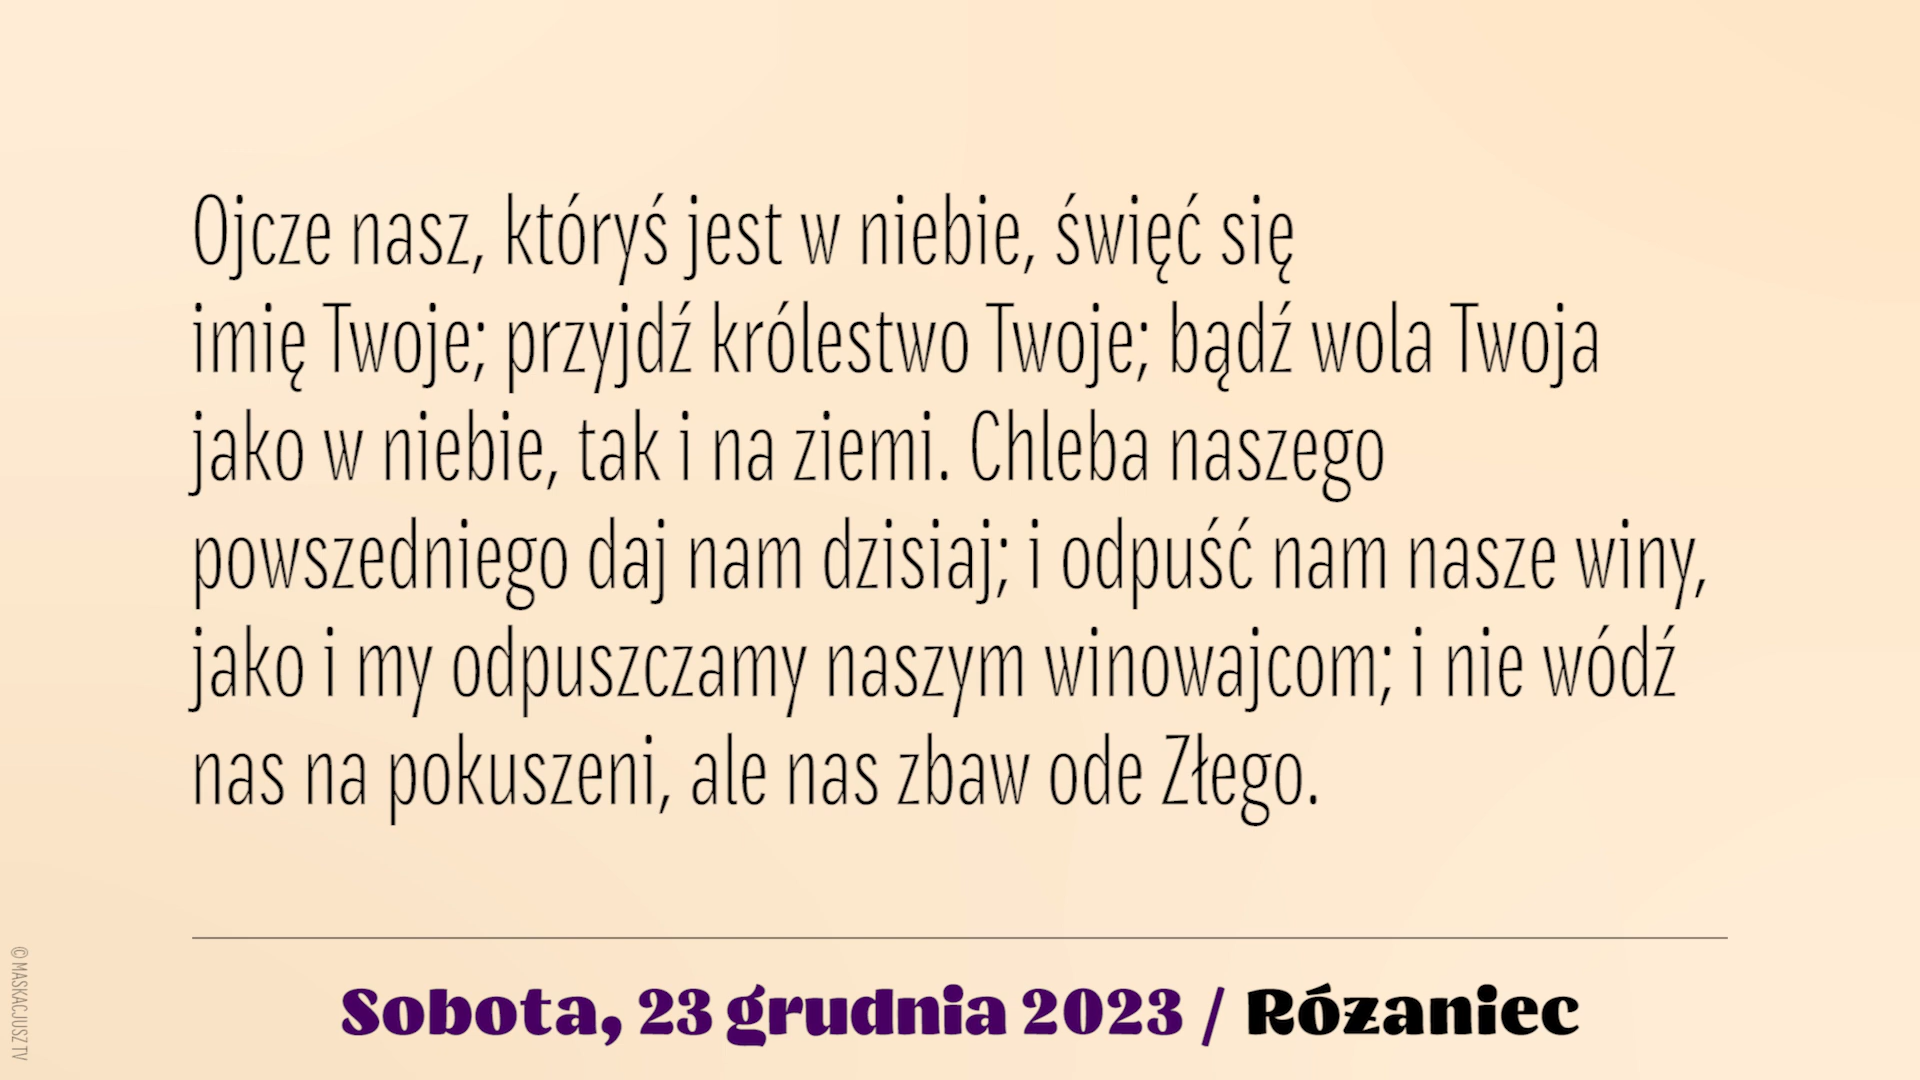 Ojcze nasz, któryś jest w niebie, święć się
imię Twoje; przyjdź królestwo Twoje; bądź wola Twoja
jako w niebie, tak i na ziemi. Chleba naszego
powszedniego daj nam dzisiaj; i odpuść nam nasze winy,
jako i my odpuszczamy naszym winowajcom; i nie wódź
nas na pokuszeni, ale nas zbaw ode Złego.
Sobota, 23 grudnia 2023 / Różaniec
© MASKACJUSZ TV